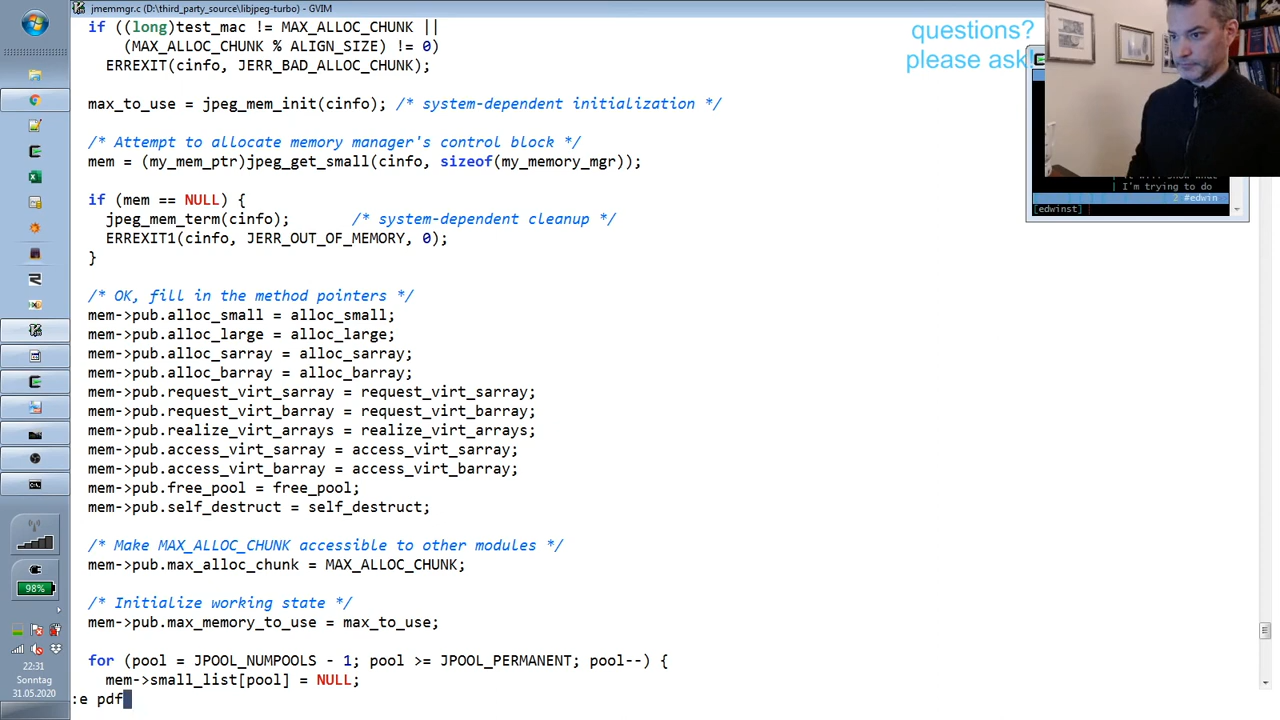 jmemmgr.c (D:\third_party_source\libjpeg-turbo) - GVIM
if ((long)test_mac != MAX_ALLOC_CHUNK ||
(MAX_ALLOC_CHUNK % ALIGN_SIZE) != 0)
ERREXIT(cinfo, JERR_BAD_ALLOC_CHUNK);
max_to_use = jpeg_mem_init(cinfo); /* system-dependent initialization */
/* Attempt to allocate memory manager's control block */
mem = (my_mem_ptr)jpeg_get_small(cinfo, sizeof(my_memory_mgr));
if (mem == NULL) {
jpeg_mem_term(cinfo); /* system-dependent cleanup */
ERREXIT1(cinfo, JERR_OUT_OF_MEMORY, 0);
}
/* OK, fill in the method pointers */
mem->pub.alloc_small = alloc_small;
mem->pub.alloc_large = alloc_large;
mem->pub.alloc_sarray = alloc_sarray;
mem->pub.alloc_barray = alloc_barray;
mem->pub.request_virt_sarray = request_virt_sarray;
mem->pub.request_virt_barray = request_virt_barray;
mem->pub.realize_virt_arrays = realize_virt_arrays;
mem->pub.access_virt_sarray = access_virt_sarray;
mem->pub.access_virt_barray = access_virt_barray;
mem->pub.free_pool = free_pool;
mem->pub.self_destruct = self_destruct;
/* Make MAX_ALLOC_CHUNK accessible to other modules */
mem->pub.max_alloc_chunk = MAX_ALLOC_CHUNK;
/* Initialize working state */
mem->pub.max_memory_to_use = max_to_use;
for (pool = JPOOL_NUMPOOLS - 1; pool >= JPOOL_PERMANENT; pool--) {
mem->small_list[pool] = NULL;
:e pdf
questions?
please ask!
I'm trying to do
2 #edwin
[edwinst]
98%
22:31
Sonntag
31.05.2020